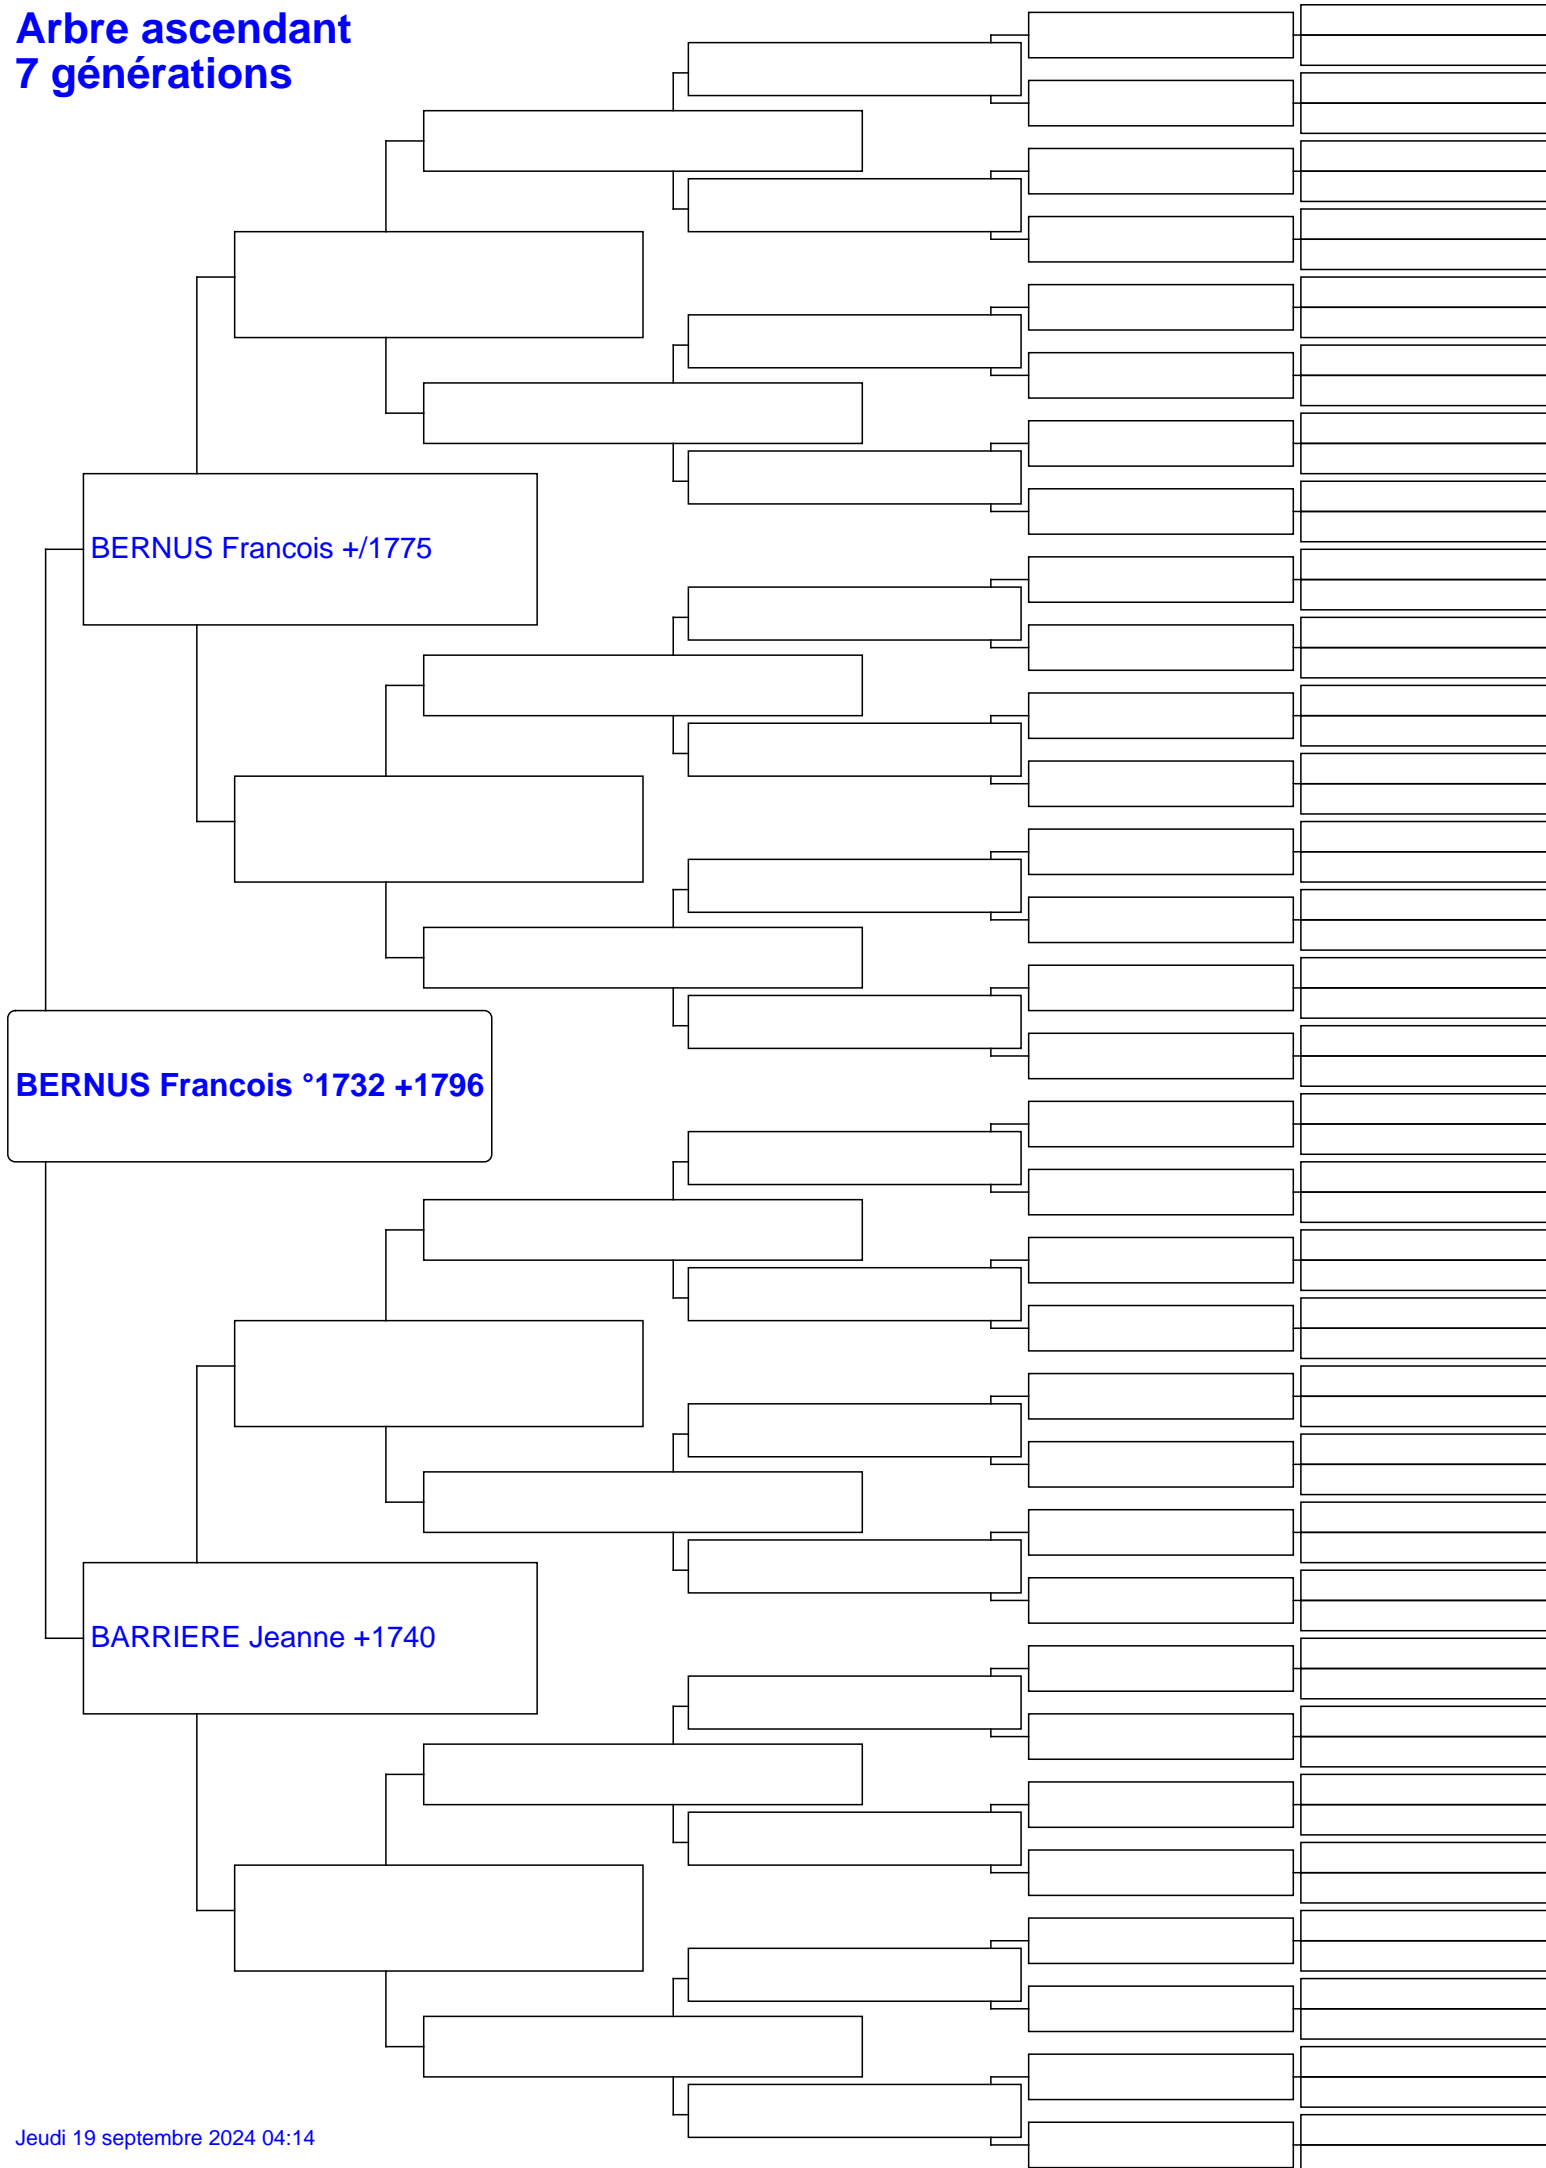 Arbre ascendant
7 générations
BERNUS Francois +/1775
BERNUS Francois °1732 +1796
BARRIERE Jeanne +1740
Jeudi 19 septembre 2024 04:14